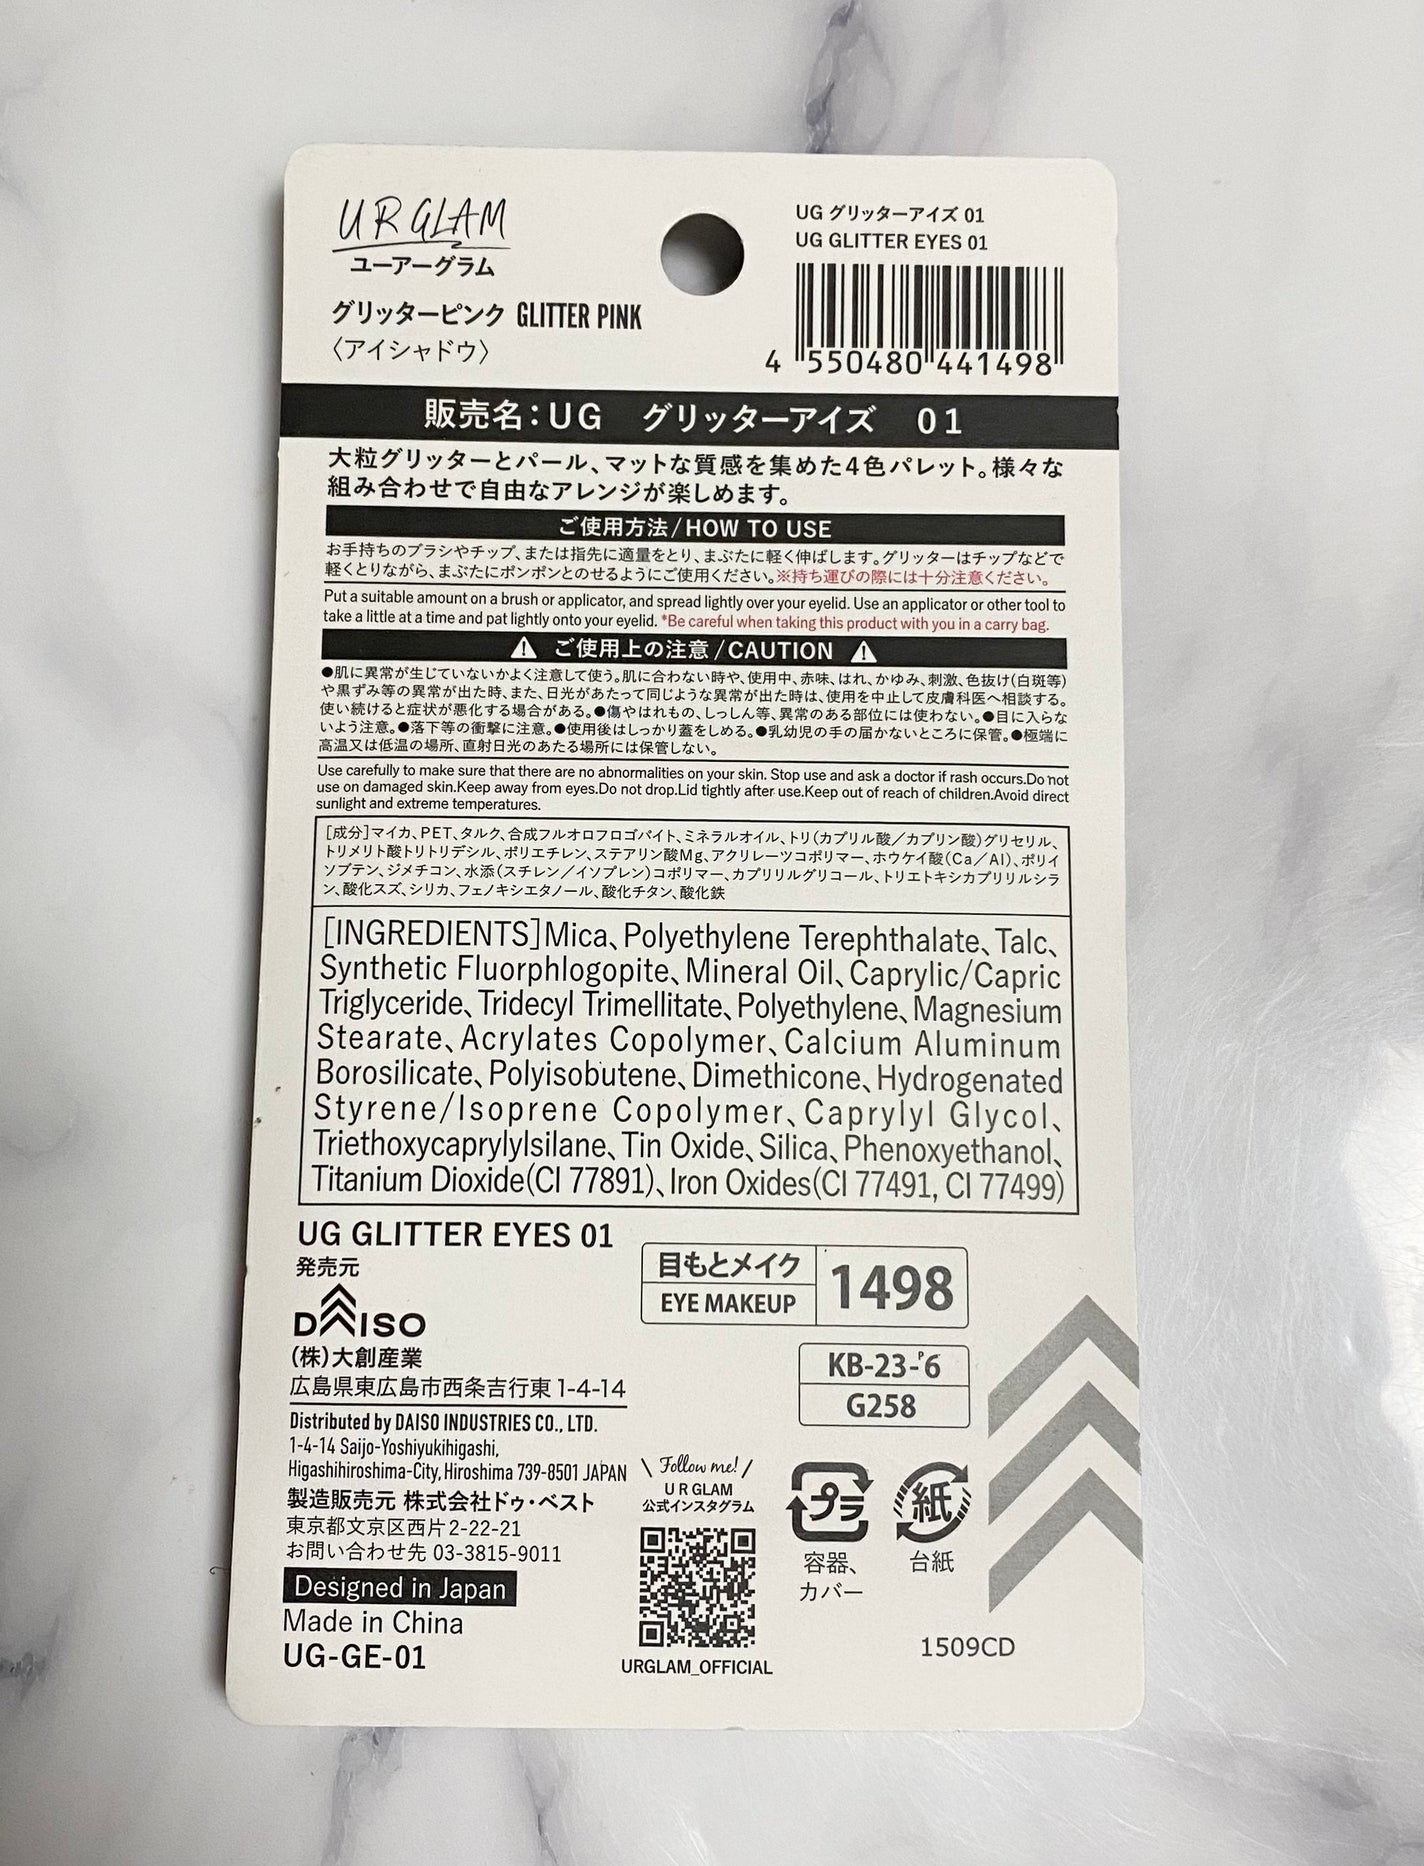 U R GLAM
ユーアーグラム
グリッターピンク GLITTER PINK
〈アイシャドウ〉
UG グリッターアイズ 01
UG GLITTER EYES 01
4 550480 441498
販売名：UG　グリッターアイズ　01
大粒グリッターとパール、マットな質感を集めた4色パレット。様々な
組み合わせで自由なアレンジが楽しめます。
ご使用方法/HOW TO USE
お手持ちのブラシやチップ、または指先に適量をとり、まぶたに軽く伸ばします。グリッターはチップなどで
軽くとりながら、まぶたにポンポンとのせるようにご使用ください。※持ち運びの際には十分注意ください。
Put a suitable amount on a brush or applicator, and spread lightly over your eyelid. Use an applicator or other tool to
take a little at a time and pat lightly onto your eyelid. *Be careful when taking this product with you in a carry bag.
ご使用上の注意/CAUTION
●肌に異常が生じていないかよく注意して使う。肌に合わない時や、使用中、赤味、はれ、かゆみ、刺激、色抜け(白斑等)
や黒ずみ等の異常が出た時、また、日光があたって同じような異常が出た時は、使用を中止して皮膚科医へ相談する。
使い続けると症状が悪化する場合がある。●傷やはれもの、しっしん等、異常のある部位には使わない。●目に入らな
いよう注意。●落下等の衝撃に注意。●使用後はしっかり蓋をしめる。●乳幼児の手の届かないところに保管。●極端に
高温又は低温の場所、直射日光のあたる場所には保管しない。
Use carefully to make sure that there are no abnormalities on your skin. Stop use and ask a doctor if rash occurs.Do not
use on damaged skin.Keep away from eyes.Do not drop.Lid tightly after use.Keep out of reach of children.Avoid direct
sunlight and extreme temperatures.
[成分]マイカ、PET、タルク、合成フルオロフロゴパイト、ミネラルオイル、トリ(カプリル酸／カプリン酸)グリセリル、
トリメリト酸トリトリデシル、ポリエチレン、ステアリン酸Mg、アクリレーツコポリマー、ホウケイ酸(Ca／Al)、ポリイ
ソブテン、ジメチコン、水添(スチレン／イソプレン)コポリマー、カプリリルグリコール、トリエトキシカプリリルシラ
ン、酸化スズ、シリカ、フェノキシエタノール、酸化チタン、酸化鉄
[INGREDIENTS]Mica、Polyethylene Terephthalate、Talc、
Synthetic Fluorphlogopite、Mineral Oil、Caprylic/Capric
Triglyceride、Tridecyl Trimellitate、Polyethylene、Magnesium
Stearate、Acrylates Copolymer、Calcium Aluminum
Borosilicate、Polyisobutene、Dimethicone、Hydrogenated
Styrene/Isoprene Copolymer、Caprylyl Glycol、
Triethoxycaprylylsilane、Tin Oxide、Silica、Phenoxyethanol、
Titanium Dioxide(CI 77891)、Iron Oxides(CI 77491, CI 77499)
UG GLITTER EYES 01
発売元
DAISO
(株)大創産業
広島県東広島市西条吉行東1-4-14
Distributed by DAISO INDUSTRIES CO., LTD.
1-4-14 Saijo-Yoshiyukihigashi,
Higashihiroshima-City, Hiroshima 739-8501 JAPAN
製造販売元 株式会社ドゥ・ベスト
東京都文京区西片2-22-21
お問い合わせ先 03-3815-9011
Designed in Japan
Made in China
UG-GE-01
目もとメイク
EYE MAKEUP
1498
KB-23-P6
G258
\ Follow me! /
U R GLAM
公式インスタグラム
URGLAM_OFFICIAL
プラ
容器、
カバー
紙
台紙
1509CD